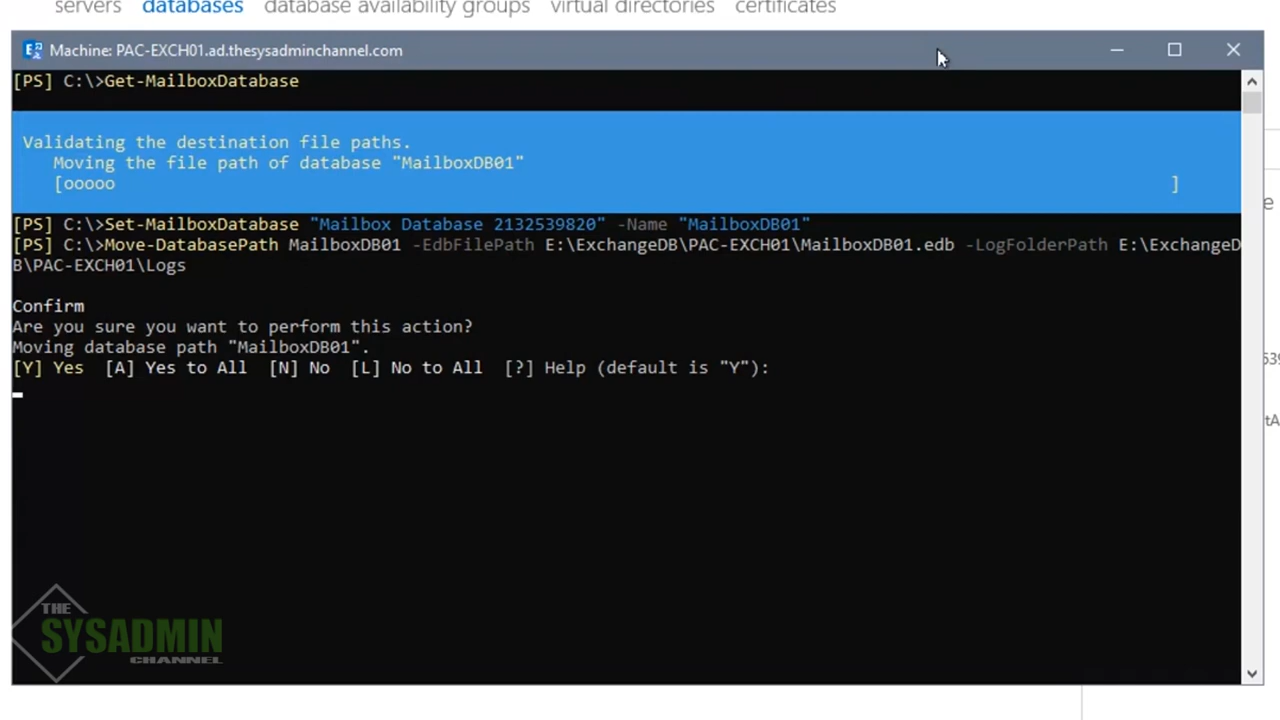 servers databases database availability groups virtual directories certificates
Machine: PAC-EXCH01.ad.thesysadminchannel.com
[PS] C:\>Get-MailboxDatabase
Validating the destination file paths.
Moving the file path of database "MailboxDB01"
[ooooo ]
[PS] C:\>Set-MailboxDatabase "Mailbox Database 2132539820" -Name "MailboxDB01"
[PS] C:\>Move-DatabasePath MailboxDB01 -EdbFilePath E:\ExchangeDB\PAC-EXCH01\MailboxDB01.edb -LogFolderPath E:\ExchangeD
B\PAC-EXCH01\Logs
Confirm
Are you sure you want to perform this action?
Moving database path "MailboxDB01".
[Y] Yes [A] Yes to All [N] No [L] No to All [?] Help (default is "Y"):
THE
SYSADMIN
CHANNEL